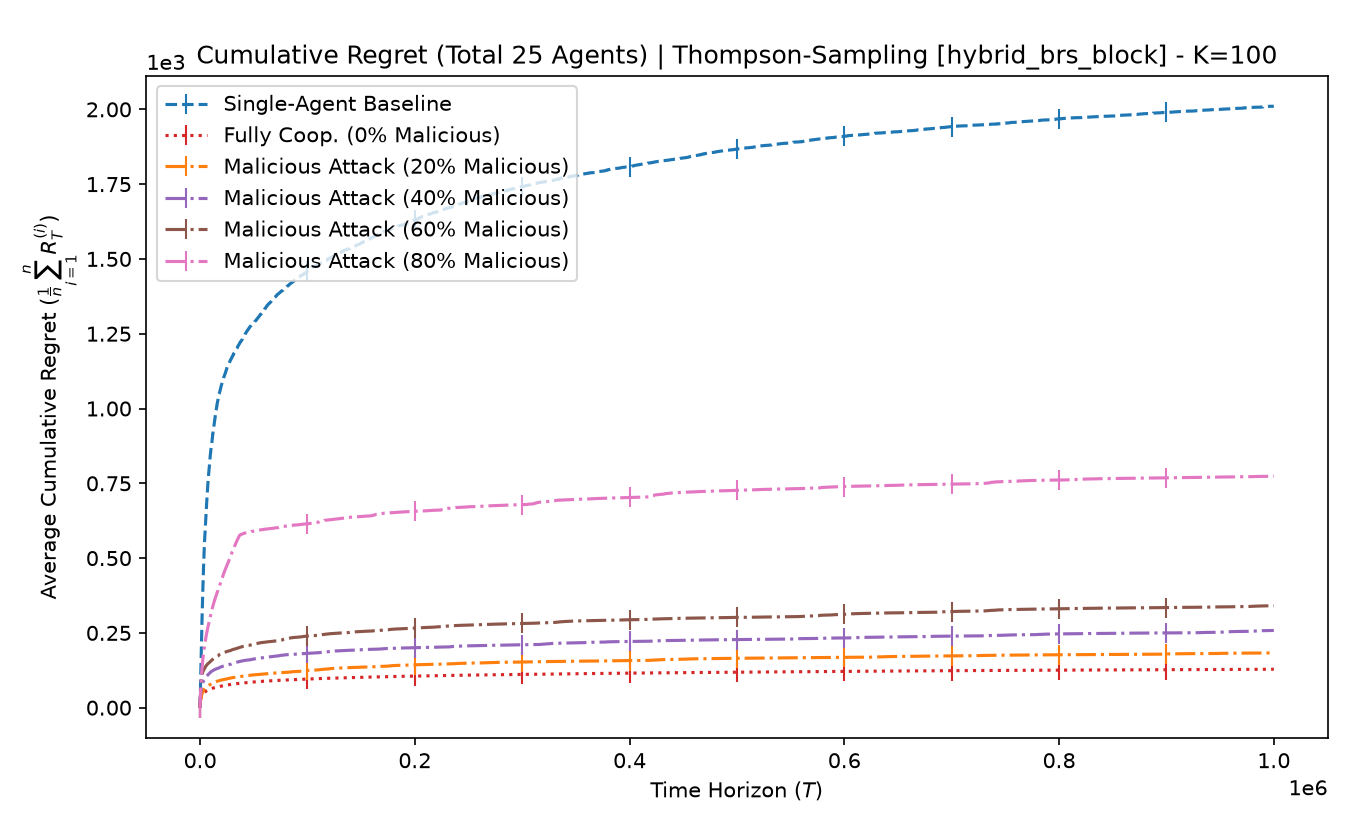 Cumulative Regret (Total 25 Agents) | Thompson-Sampling [hybrid_brs_block] - K=100
1e3
Single-Agent Baseline
Fully Coop. (0% Malicious)
Malicious Attack (20% Malicious)
Malicious Attack (40% Malicious)
Malicious Attack (60% Malicious)
Malicious Attack (80% Malicious)
Average Cumulative Regret ($\frac{1}{n}\sum_{i=1}^{n} R_T^{(i)}$)
2.00
1.75
1.50
1.25
1.00
0.75
0.50
0.25
0.00
0.0 0.2 0.4 0.6 0.8 1.0
1e6
Time Horizon (T)